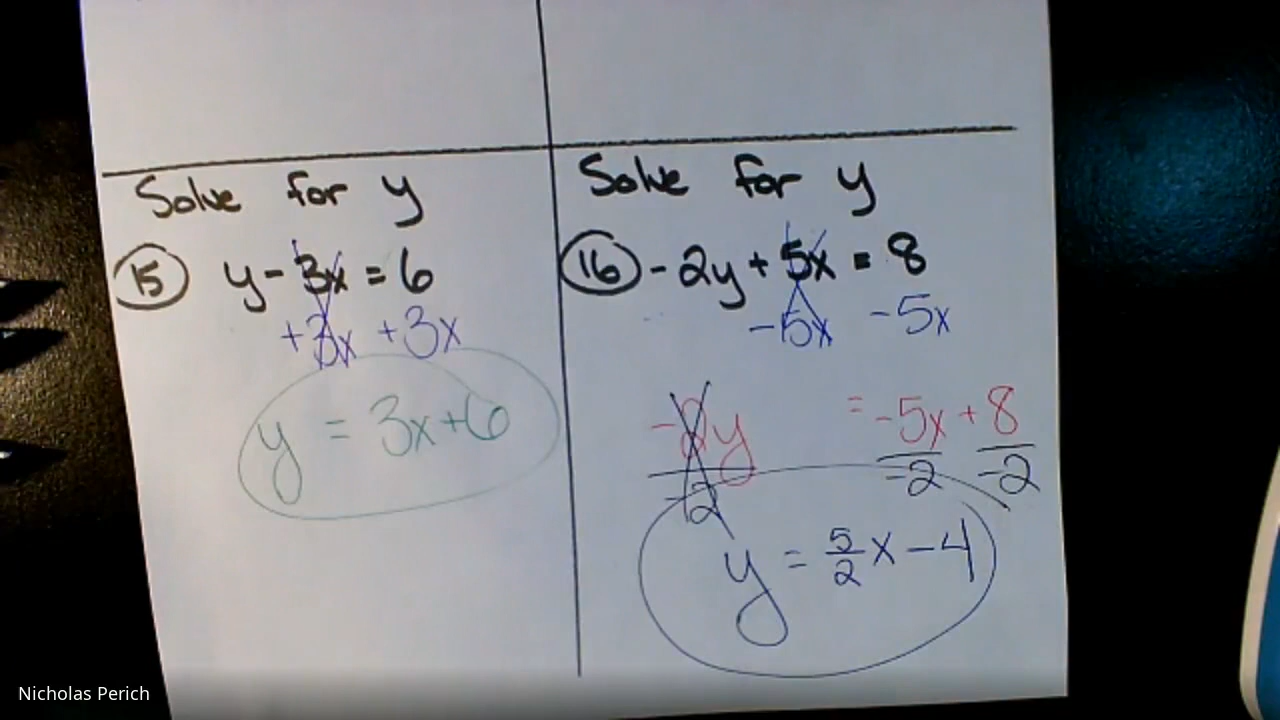 Solve for y
15 y - 3x = 6
+3x +3x
y = 3x+6
Solve for y
16 -2y + 5x = 8
-5x -5x
-2y = -5x + 8
-2 -2 -2
y = 5/2 x - 4
Nicholas Perich